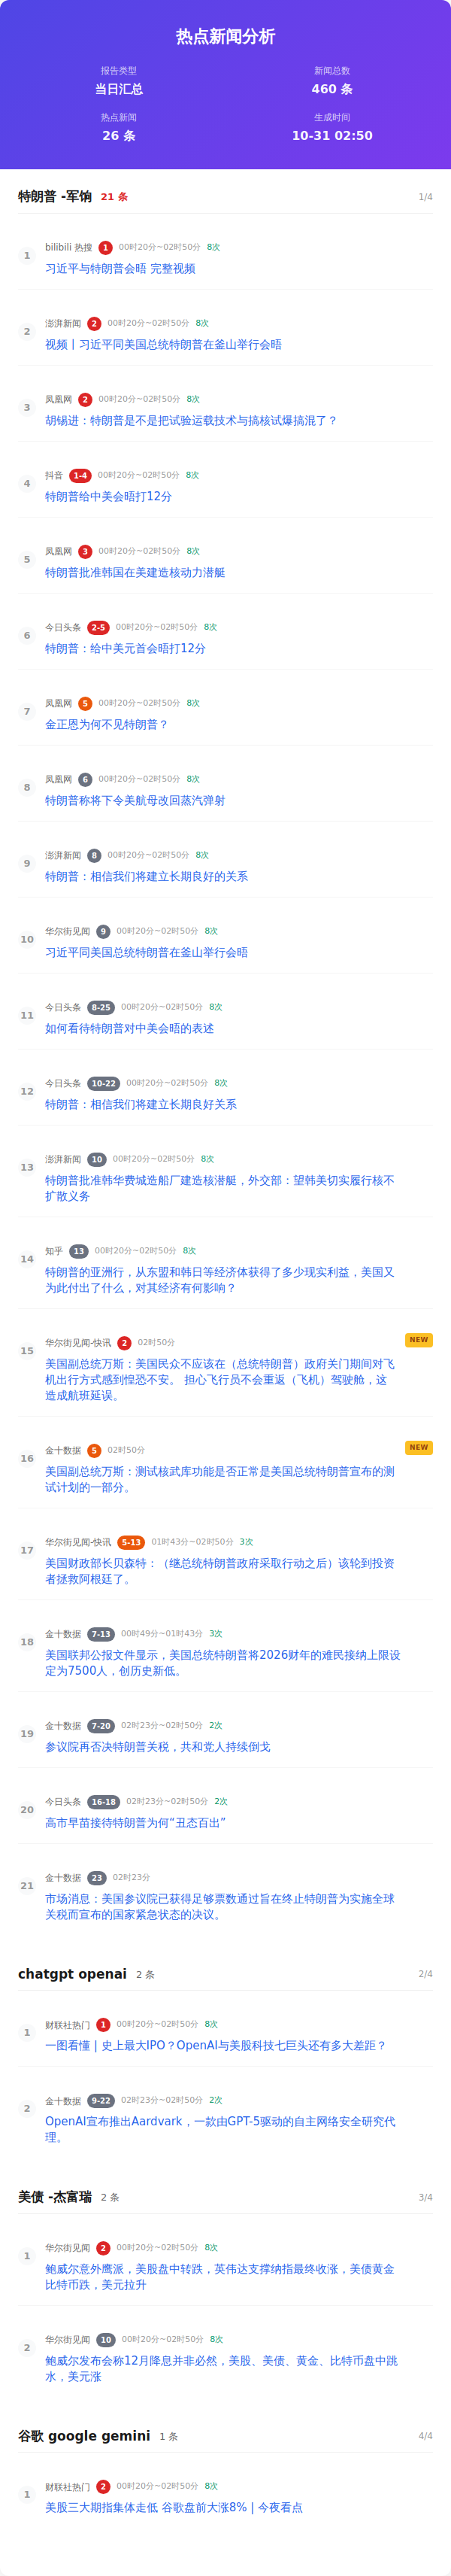 热点新闻分析
报告类型
新闻总数
当日汇总
460 条
热点新闻
生成时间
26 条
10-31 02:50
特朗普 -军饷 21 条 1/4
1
bilibili 热搜 1 00时20分~02时50分 8次
习近平与特朗普会晤 完整视频
2
澎湃新闻 2 00时20分~02时50分 8次
视频丨习近平同美国总统特朗普在釜山举行会晤
3
凤凰网 2 00时20分~02时50分 8次
胡锡进：特朗普是不是把试验运载技术与搞核试爆搞混了？
4
抖音 1-4 00时20分~02时50分 8次
特朗普给中美会晤打12分
5
凤凰网 3 00时20分~02时50分 8次
特朗普批准韩国在美建造核动力潜艇
6
今日头条 2-5 00时20分~02时50分 8次
特朗普：给中美元首会晤打12分
7
凤凰网 5 00时20分~02时50分 8次
金正恩为何不见特朗普？
8
凤凰网 6 00时20分~02时50分 8次
特朗普称将下令美航母改回蒸汽弹射
9
澎湃新闻 8 00时20分~02时50分 8次
特朗普：相信我们将建立长期良好的关系
10
华尔街见闻 9 00时20分~02时50分 8次
习近平同美国总统特朗普在釜山举行会晤
11
今日头条 8-25 00时20分~02时50分 8次
如何看待特朗普对中美会晤的表述
12
今日头条 10-22 00时20分~02时50分 8次
特朗普：相信我们将建立长期良好关系
13
澎湃新闻 10 00时20分~02时50分 8次
特朗普批准韩华费城造船厂建造核潜艇，外交部：望韩美切实履行核不
扩散义务
14
知乎 13 00时20分~02时50分 8次
特朗普的亚洲行，从东盟和韩日等经济体获得了多少现实利益，美国又
为此付出了什么，对其经济有何影响？
15
华尔街见闻-快讯 2 02时50分 NEW
美国副总统万斯：美国民众不应该在（总统特朗普）政府关门期间对飞
机出行方式感到惶恐不安。 担心飞行员不会重返（飞机）驾驶舱，这
造成航班延误。
16
金十数据 5 02时50分 NEW
美国副总统万斯：测试核武库功能是否正常是美国总统特朗普宣布的测
试计划的一部分。
17
华尔街见闻-快讯 5-13 01时43分~02时50分 3次
美国财政部长贝森特：（继总统特朗普政府采取行动之后）该轮到投资
者拯救阿根廷了。
18
金十数据 7-13 00时49分~01时43分 3次
美国联邦公报文件显示，美国总统特朗普将2026财年的难民接纳上限设
定为7500人，创历史新低。
19
金十数据 7-20 02时23分~02时50分 2次
参议院再否决特朗普关税，共和党人持续倒戈
20
今日头条 16-18 02时23分~02时50分 2次
高市早苗接待特朗普为何“丑态百出”
21
金十数据 23 02时23分
市场消息：美国参议院已获得足够票数通过旨在终止特朗普为实施全球
关税而宣布的国家紧急状态的决议。
chatgpt openai 2 条 2/4
1
财联社热门 1 00时20分~02时50分 8次
一图看懂 | 史上最大IPO？OpenAI与美股科技七巨头还有多大差距？
2
金十数据 9-22 02时23分~02时50分 2次
OpenAI宣布推出Aardvark，一款由GPT-5驱动的自主网络安全研究代
理。
美债 -杰富瑞 2 条 3/4
1
华尔街见闻 2 00时20分~02时50分 8次
鲍威尔意外鹰派，美股盘中转跌，英伟达支撑纳指最终收涨，美债黄金
比特币跌，美元拉升
2
华尔街见闻 10 00时20分~02时50分 8次
鲍威尔发布会称12月降息并非必然，美股、美债、黄金、比特币盘中跳
水，美元涨
谷歌 google gemini 1 条 4/4
1
财联社热门 2 00时20分~02时50分 8次
美股三大期指集体走低 谷歌盘前大涨8% | 今夜看点